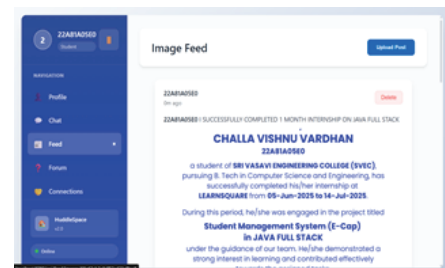 2
22A81A05E0
Student
NAVIGATION
Profile
Chat
Feed
Forum
Connections
HuddleSpace
v2.0
Online
Image Feed
Upload Post
22A81A05E0
0m ago
Delete
22A81A05E0 I SUCCESSFULLY COMPLETED 1 MONTH INTERNSHIP ON JAVA FULL STACK
CHALLA VISHNU VARDHAN
22A81A05E0
a student of SRI VASAVI ENGINEERING COLLEGE (SVEC),
pursuing B. Tech in Computer Science and Engineering, has
successfully completed his/her internship at
LEARNSQUARE from 05-Jun-2025 to 14-Jul-2025.
During this period, he/she was engaged in the project titled
Student Management System (E-Cap)
in JAVA FULL STACK
under the guidance of our team. He/she demonstrated a
strong interest in learning and contributed effectively